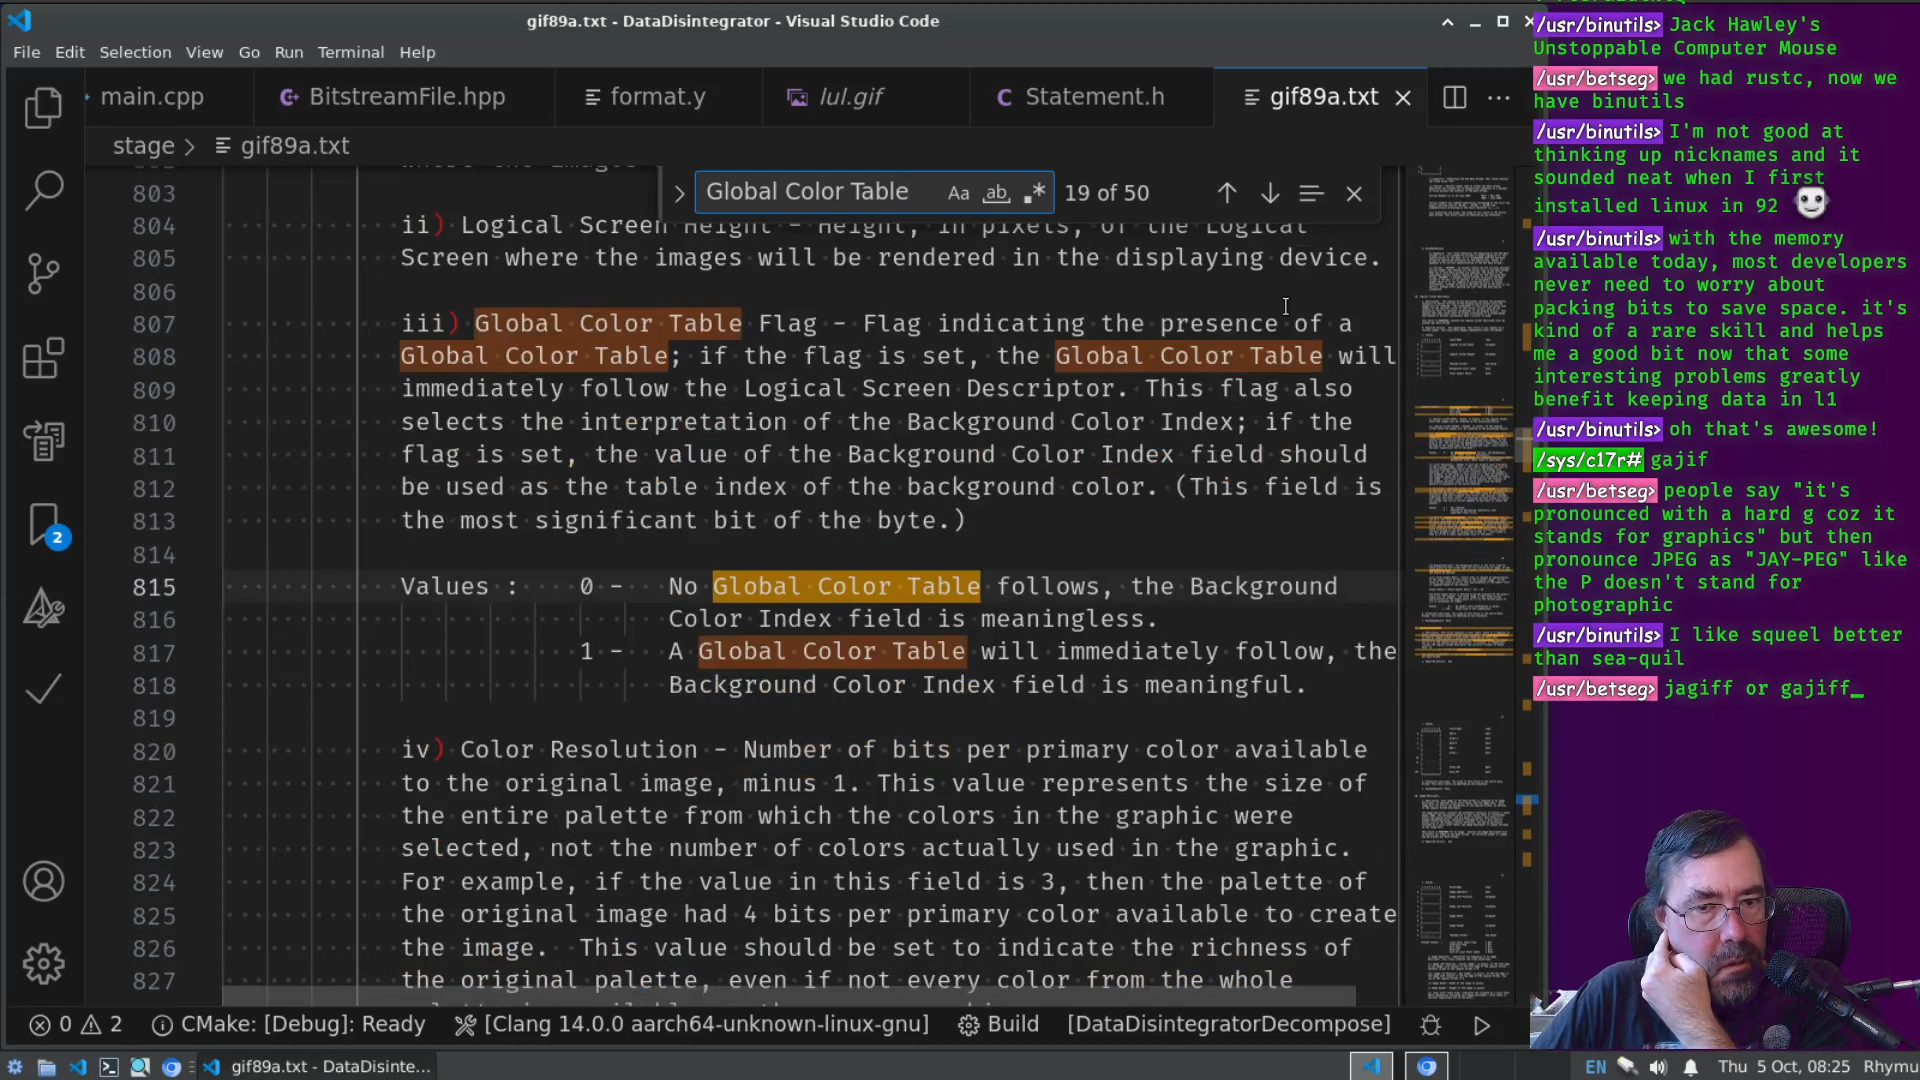 gif89a.txt - DataDisintegrator - Visual Studio Code
File Edit Selection View Go Run Terminal Help
main.cpp BitstreamFile.hpp format.y lul.gif Statement.h gif89a.txt
stage > gif89a.txt
Global Color Table Aa ab 19 of 50
803
804 ii) Logical Screen Height - Height, in pixels, of the Logical
805 Screen where the images will be rendered in the displaying device.
806
807 iii) Global Color Table Flag - Flag indicating the presence of a
808 Global Color Table; if the flag is set, the Global Color Table will
809 immediately follow the Logical Screen Descriptor. This flag also
810 selects the interpretation of the Background Color Index; if the
811 flag is set, the value of the Background Color Index field should
812 be used as the table index of the background color. (This field is
813 the most significant bit of the byte.)
814
815 Values : 0 - No Global Color Table follows, the Background
816 Color Index field is meaningless.
817 1 - A Global Color Table will immediately follow, the
818 Background Color Index field is meaningful.
819
820 iv) Color Resolution - Number of bits per primary color available
821 to the original image, minus 1. This value represents the size of
822 the entire palette from which the colors in the graphic were
823 selected, not the number of colors actually used in the graphic.
824 For example, if the value in this field is 3, then the palette of
825 the original image had 4 bits per primary color available to create
826 the image. This value should be set to indicate the richness of
827 the original palette, even if not every color from the whole
2
0 2 CMake: [Debug]: Ready [Clang 14.0.0 aarch64-unknown-linux-gnu] Build [DataDisintegratorDecompose]
gif89a.txt - DataDisinte...
EN Thu 5 Oct, 08:25 Rhymu
/usr/binutils> Jack Hawley's
Unstoppable Computer Mouse
/usr/betseg> we had rustc, now we
have binutils
/usr/binutils> I'm not good at
thinking up nicknames and it
sounded neat when I first
installed linux in 92
/usr/binutils> with the memory
available today, most developers
never need to worry about
packing bits to save space. it's
kind of a rare skill and helps
me a good bit now that some
interesting problems greatly
benefit keeping data in l1
/usr/binutils> oh that's awesome!
/sys/c17r# gajif
/usr/betseg> people say "it's
pronounced with a hard g coz it
stands for graphics" but then
pronounce JPEG as "JAY-PEG" like
the P doesn't stand for
photographic
/usr/binutils> I like squeel better
than sea-quil
/usr/betseg> jagiff or gajiff_